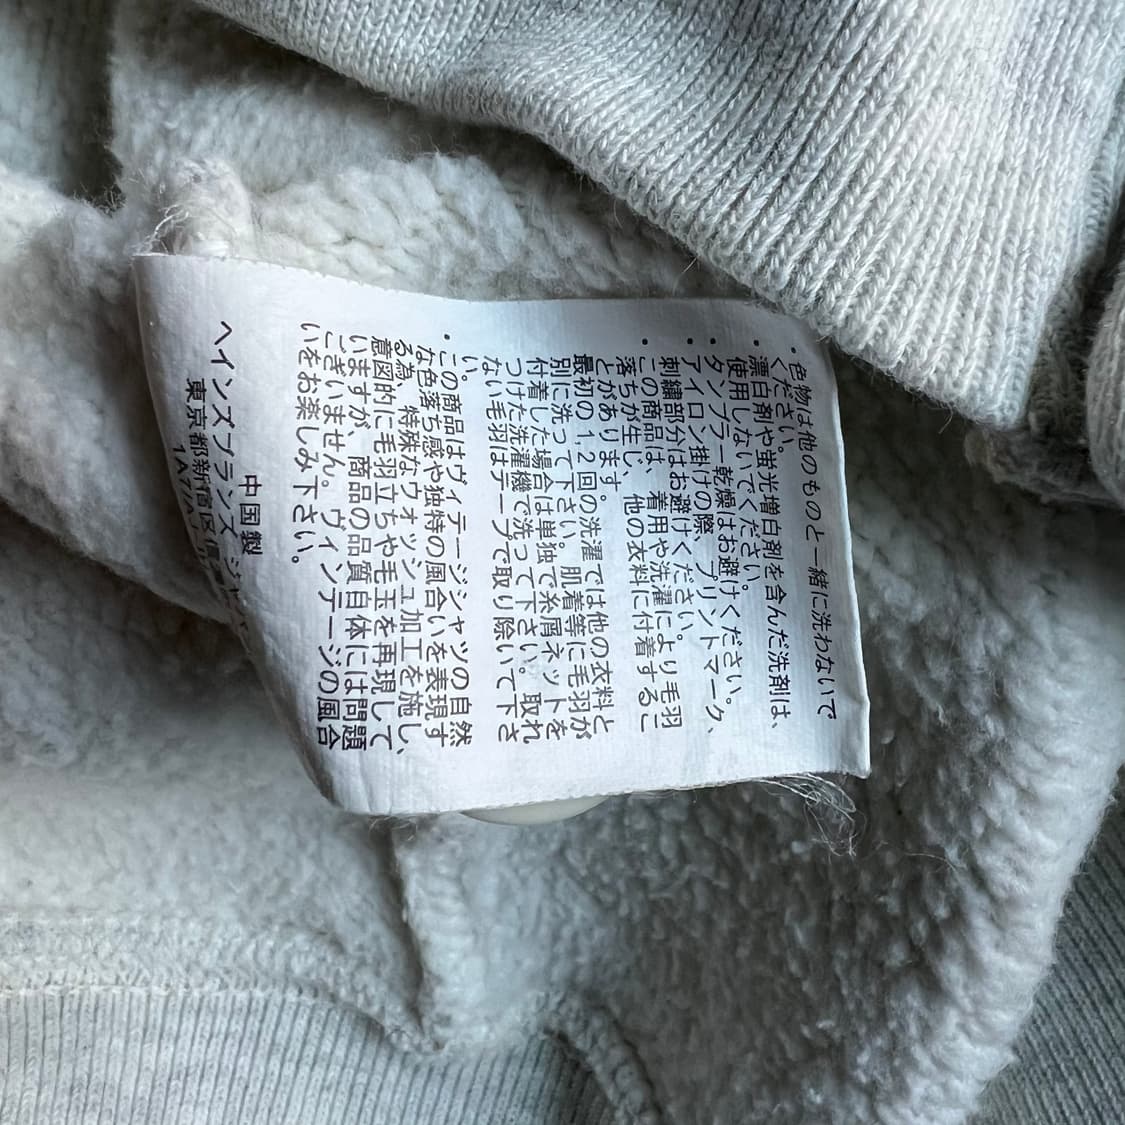 ・色物は他のものと一緒に洗わないで
ください。
・漂白剤や蛍光増白剤を含んだ洗剤は、
使用しないでください。
・タンブラー乾燥はお避けください。
・アイロン掛けの際、プリントマーク、
刺繍部分はお避けください。
・この商品は、着用や洗濯により毛羽
落ちが生じ、他の衣料に付着するこ
とがあります。
最初の1,2回の洗濯では他の衣料と
別に洗って下さい。肌着等に毛羽が
付着した場合は単独で糸屑ネットを
つけた洗濯機で洗って下さい。取れ
ない毛羽はテープで取り除いて下さ
い。
・この商品はヴィテージシャツの自然
な色落ち感や独特の風合いを表現す
る為、特殊なウォッシュ加工を施し、
意図的に毛羽立ちや毛玉を再現して
いますが、商品の品質自体には問題
ございません。ヴィンテージの風合
いをお楽しみ下さい。
中国製
ヘインズブランズ ジャパン
東京都新宿区信
1A7/A